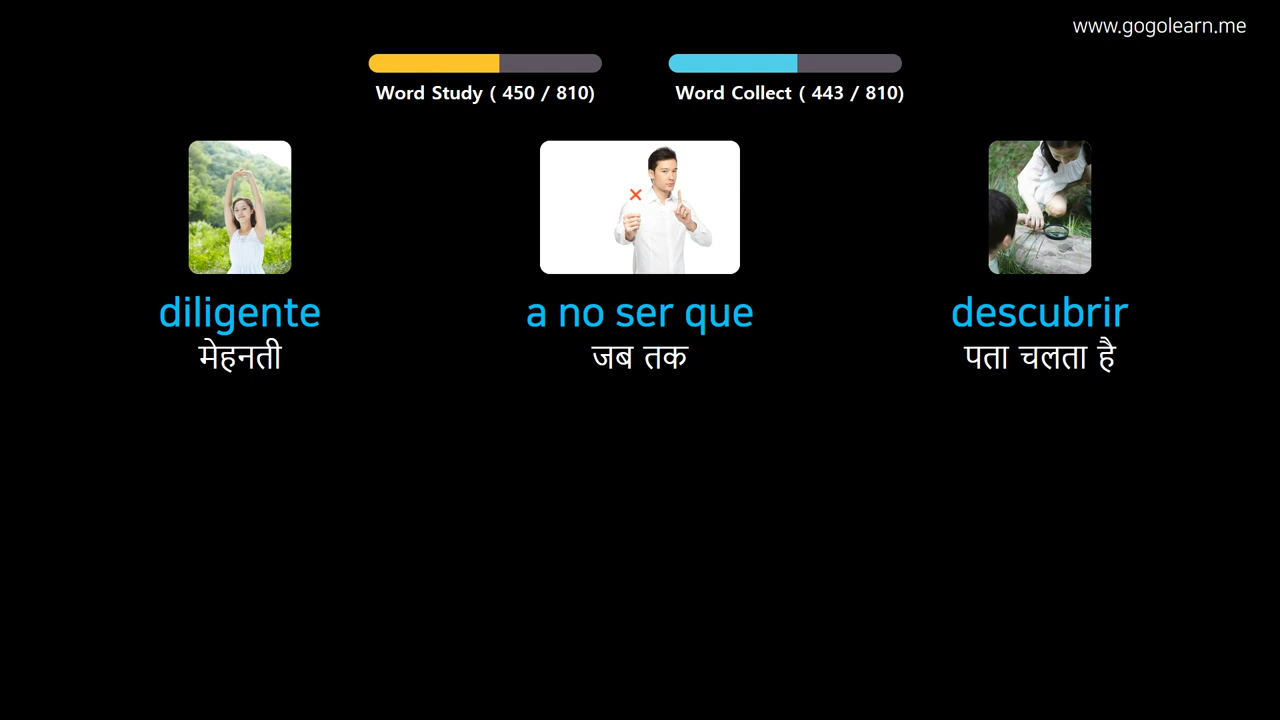 www.gogolearn.me
Word Study ( 450 / 810)
Word Collect ( 443 / 810)
diligente
मेहनती
a no ser que
जब तक
descubrir
पता चलता है